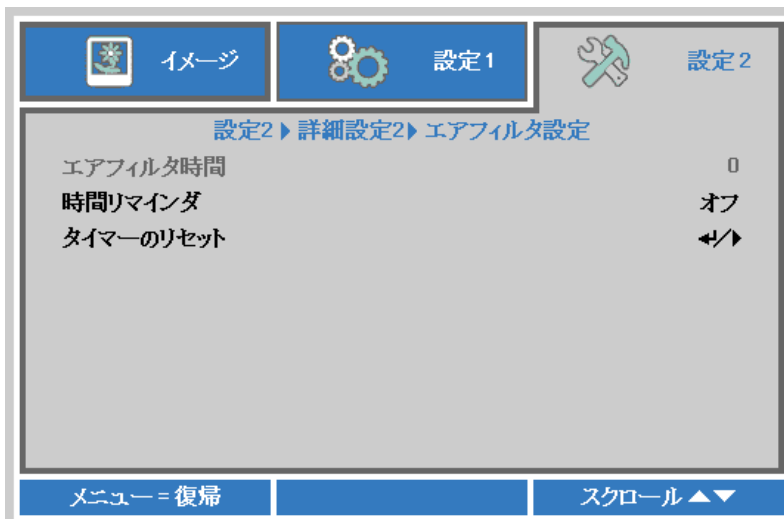 イメージ 設定1 設定2
設定2▶詳細設定2▶エアフィルタ設定
エアフィルタ時間 0
時間リマインダ オフ
タイマーのリセット ↵/▶
メニュー=復帰 スクロール▲▼